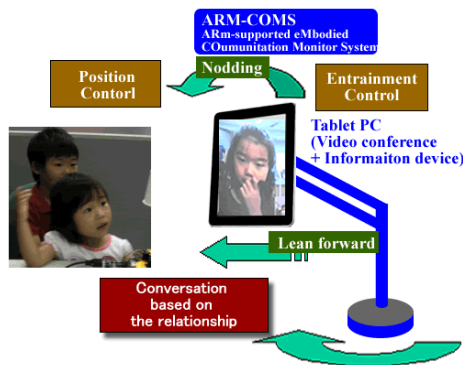 ARM-COMS
ARm-supported eMbodied
COumunitation Monitor System
Nodding
Position
Contorl
Entrainment
Control
Tablet PC
(Video conference
+ Informaiton device)
Lean forward
Conversation
based on
the relationship